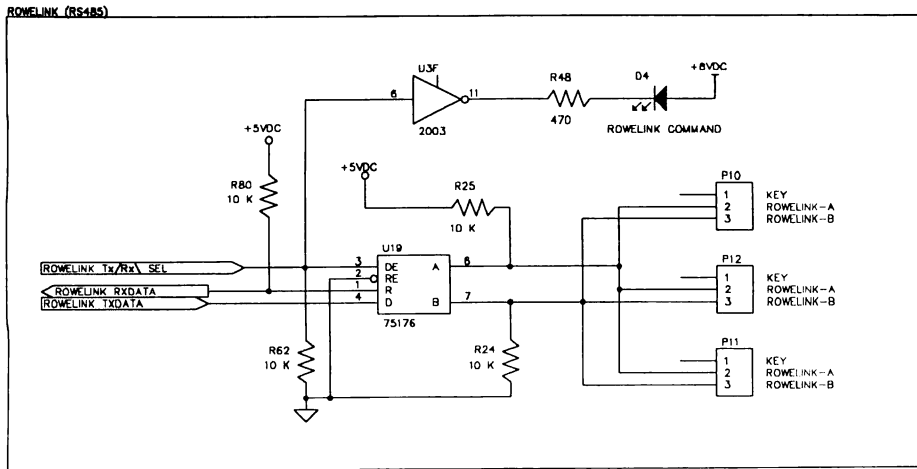 ROWELINK (RS485)
U3F
6
11
2003
R48
470
D4
+8VDC
ROWELINK COMMAND
+5VDC
R80
10 K
+5VDC
R25
10 K
P10
1 KEY
2 ROWELINK-A
3 ROWELINK-B
U19
ROWELINK Tx/Rx\ SEL
ROWELINK RXDATA
ROWELINK TXDATA
3 DE A 6
2 RE
1 R
4 D B 7
75176
P12
1 KEY
2 ROWELINK-A
3 ROWELINK-B
R62
10 K
R24
10 K
P11
1 KEY
2 ROWELINK-A
3 ROWELINK-B